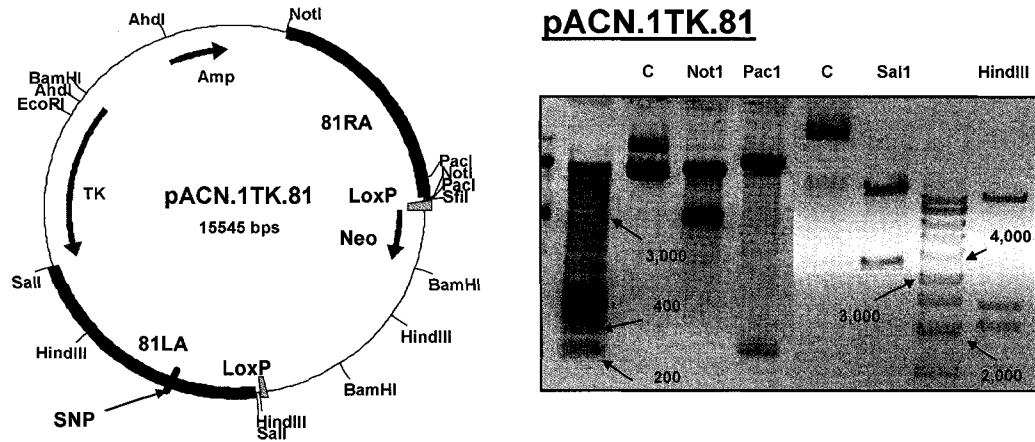 pACN.1TK.81
AhdI
NotI
Amp
BamHI
AhdI
EcoRI
81RA
PacI
NotI
PacI
SfiI
TK
pACN.1TK.81
15545 bps
LoxP
Neo
SalI
BamHI
HindIII
HindIII
81LA
LoxP
BamHI
SNP
HindIII
SalI
C Not1 Pac1 C Sal1 HindIII
3,000
4,000
400
3,000
200
2,000